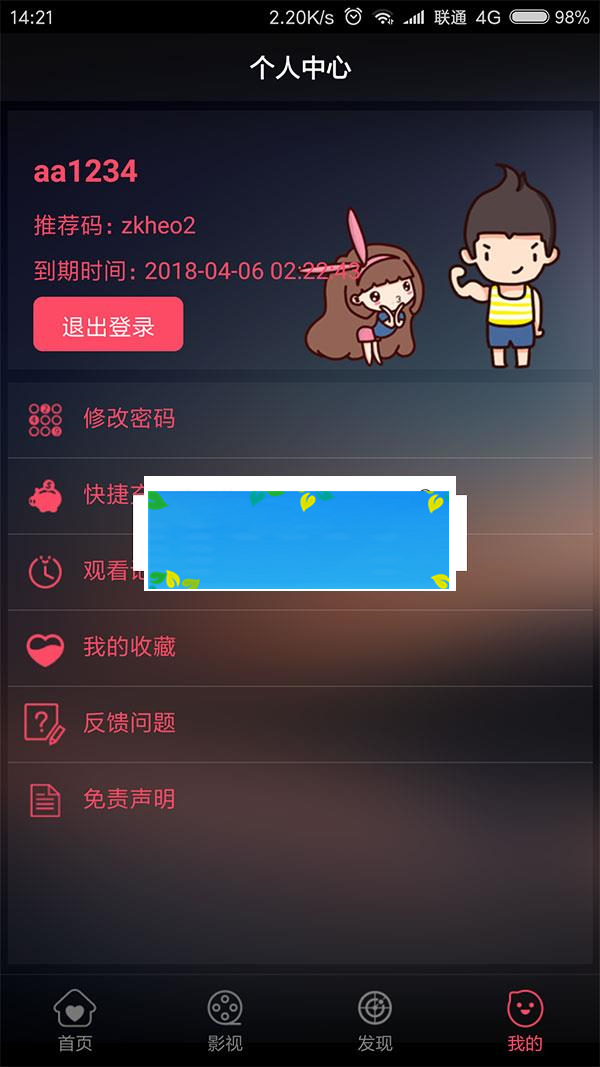 14:21 2.20K/s 联通 4G 98%
个人中心
aa1234
推荐码：zkheo2
到期时间：2018-04-06 02:22:43
退出登录
修改密码
快捷
观看
我的收藏
反馈问题
免责声明
首页 影视 发现 我的